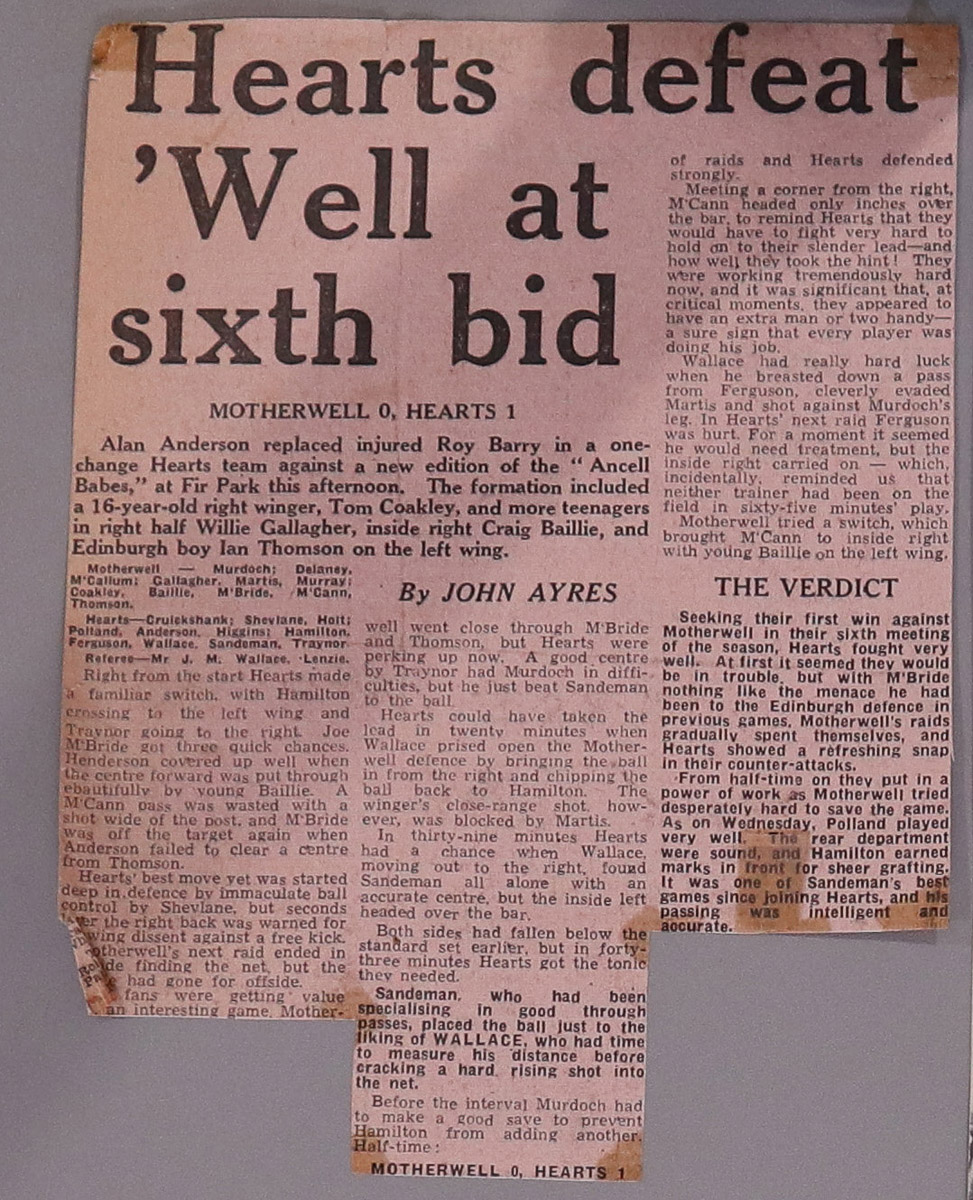 Hearts defeat
'Well at
sixth bid
MOTHERWELL 0, HEARTS 1
Alan Anderson replaced injured Roy Barry in a one-
change Hearts team against a new edition of the “ Ancell
Babes,” at Fir Park this afternoon. The formation included
a 16-year-old right winger, Tom Coakley, and more teenagers
in right half Willie Gallagher, inside right Craig Baillie, and
Edinburgh boy Ian Thomson on the left wing.
Motherwell — Murdoch; Delaney,
M'Callum; Gallagher, Martis, Murray;
Coakley, Baillie, M'Bride, M'Cann,
Thomson.
Hearts—Cruickshank; Shevlane, Holt;
Polland, Anderson, Higgins; Hamilton,
Ferguson, Wallace, Sandeman, Traynor
Referee—Mr J. M. Wallace, Lenzie.
Right from the start Hearts made
a familiar switch, with Hamilton
crossing to the left wing and
Traynor going to the right. Joe
M'Bride got three quick chances.
Henderson covered up well when
the centre forward was put through
ebautifully by young Baillie. A
M'Cann pass was wasted with a
shot wide of the post, and M'Bride
was off the target again when
Anderson failed to clear a centre
from Thomson.
Hearts' best move yet was started
deep in defence by immaculate ball
control by Shevlane, but seconds
the right back was warned for
wing dissent against a free kick.
otherwell's next raid ended in
de finding the net, but the
had gone for offside.
fans were getting value
an interesting game. Mother-
By JOHN AYRES
well went close through M'Bride
and Thomson, but Hearts were
perking up now. A good centre
by Traynor had Murdoch in diffi-
culties, but he just beat Sandeman
to the ball.
Hearts could have taken the
lead in twenty minutes when
Wallace prised open the Mother-
well defence by bringing the ball
in from the right and chipping the
ball back to Hamilton. The
winger's close-range shot, how-
ever, was blocked by Martis.
In thirty-nine minutes Hearts
had a chance when Wallace,
moving out to the right, found
Sandeman all alone with an
accurate centre, but the inside left
headed over the bar.
Both sides had fallen below the
standard set earlier, but in forty-
three minutes Hearts got the tonic
they needed.
Sandeman, who had been
specialising in good through
passes, placed the ball just to the
liking of WALLACE, who had time
to measure his distance before
cracking a hard, rising shot into
the net.
Before the interval Murdoch had
to make a good save to prevent
Hamilton from adding another.
Half-time :
MOTHERWELL 0, HEARTS 1
of raids and Hearts defended
strongly.
Meeting a corner from the right,
M'Cann headed only inches over
the bar, to remind Hearts that they
would have to fight very hard to
hold on to their slender lead—and
how well they took the hint! They
were working tremendously hard
now, and it was significant that, at
critical moments, they appeared to
have an extra man or two handy—
a sure sign that every player was
doing his job.
Wallace had really hard luck
when he breasted down a pass
from Ferguson, cleverly evaded
Martis and shot against Murdoch's
leg. In Hearts' next raid Ferguson
was hurt. For a moment it seemed
he would need treatment, but the
inside right carried on — which,
incidentally, reminded us that
neither trainer had been on the
field in sixty-five minutes' play.
Motherwell tried a switch, which
brought M'Cann to inside right
with young Baillie on the left wing.
THE VERDICT
Seeking their first win against
Motherwell in their sixth meeting
of the season, Hearts fought very
well. At first it seemed they would
be in trouble, but with M'Bride
nothing like the menace he had
been to the Edinburgh defence in
previous games, Motherwell's raids
gradually spent themselves, and
Hearts showed a refreshing snap
in their counter-attacks.
From half-time on they put in a
power of work as Motherwell tried
desperately hard to save the game.
As on Wednesday, Polland played
very well. The rear department
were sound, and Hamilton earned
marks in front for sheer grafting.
It was one of Sandeman's best
games since joining Hearts, and his
passing was intelligent and
accurate.